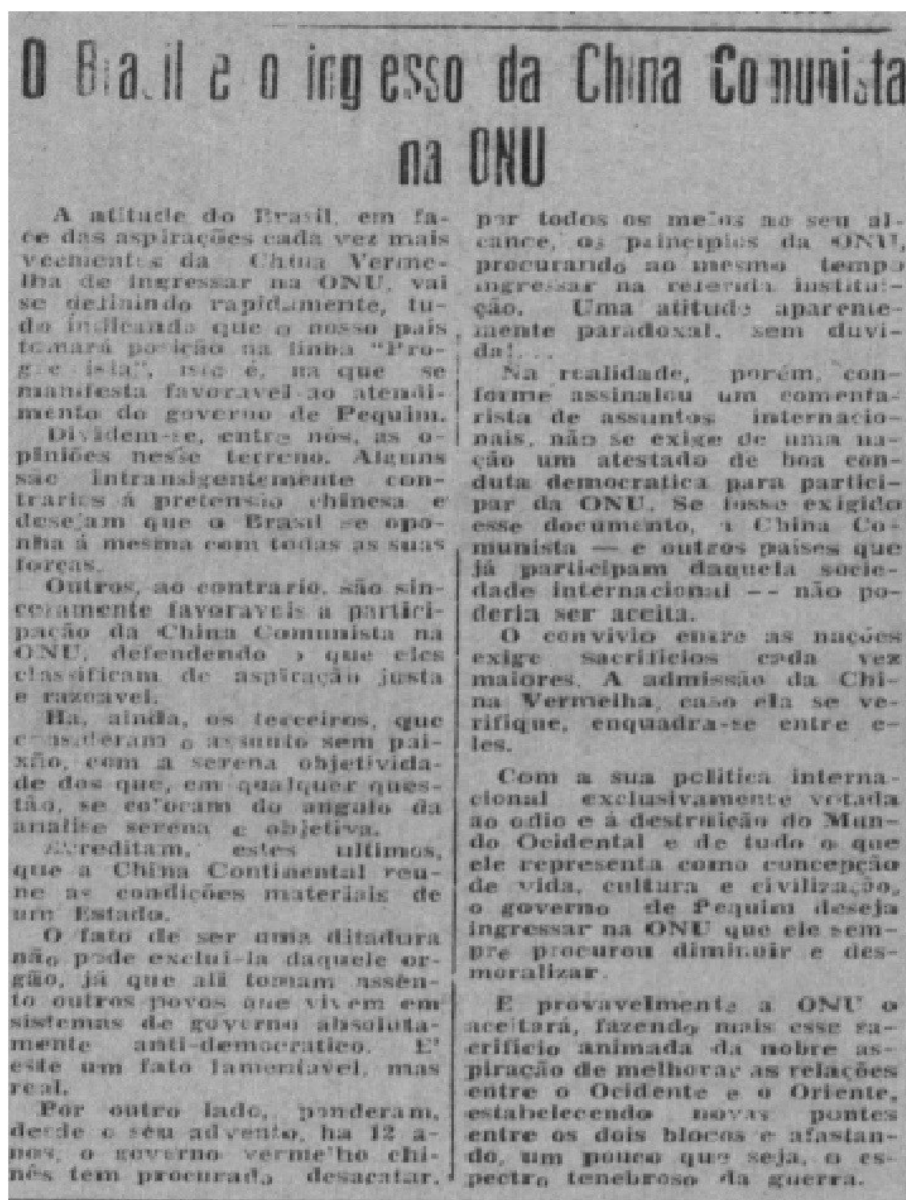 O Brasil e o ingresso da China Comunista
na ONU
A atitude do Brasil, em fa-
ce das aspirações cada vez mais
veementes da China Verme-
lha de ingressar na ONU, vai
se definindo rapidamente, tu-
do indicando que o nosso pais
tomará posição na linha "Pro-
gressista", isto é, na que se
manifesta favoravel ao atendi-
mento do governo de Pequim.
Dividem-se, entre nós, as o-
piniões nesse terreno. Alguns
são intransigentemente con-
trarios á pretensão chinesa e
desejam que o Brasil se opo-
nha á mesma com todas as suas
forças.
Outros, ao contrario, são sin-
ceramente favoraveis a partici-
pação da China Comunista na
ONU, defendendo o que eles
classificam de aspiração justa
e razoavel.
Ha, ainda, os terceiros, que
consideram o assunto sem pai-
xão, com a serena objetivida-
de dos que, em qualquer ques-
tão, se colocam do angulo da
analise serena e objetiva.
Acreditam, estes ultimos,
que a China Continental reu-
ne as condições materiais de
um Estado.
O fato de ser uma ditadura
não pode exclui-la daquele or-
gão, já que ali tomam assên-
to outros povos que vivem em
sistemas de governo absoluta-
mente anti-democratico. E'
este um fato lamentavel, mas
real.
Por outro lado, ponderam,
desde o seu advento, ha 12 a-
nos, o governo vermelho chi-
nês tem procurado desacatar,
por todos os meios ao seu al-
cance, os principios da ONU,
procurando ao mesmo tempo
ingressar na referida institui-
ção. Uma atitude aparente-
mente paradoxal, sem duvi-
da!...
Na realidade, porém, con-
forme assinalou um comenta-
rista de assuntos internacio-
nais, não se exige de uma na-
ção um atestado de boa con-
duta democratica para partici-
par da ONU. Se fosse exigido
esse documento, a China Co-
munista — e outros paises que
já participam daquela socie-
dade internacional -- não po-
deria ser aceita.
O convivio entre as nações
exige sacrificios cada vez
maiores. A admissão da Chi-
na Vermelha, caso ela se ve-
rifique, enquadra-se entre e-
les.
Com a sua politica interna-
cional exclusivamente votada
ao odio e á destruição do Mun-
do Ocidental e de tudo o que
ele representa como concepção
de vida, cultura e civilização,
o governo de Pequim deseja
ingressar na ONU que ele sem-
pre procurou diminuir e des-
moralizar.
E provavelmente a ONU o
aceitará, fazendo mais esse sa-
crificio animada da nobre as-
piração de melhorar as relações
entre o Ocidente e o Oriente,
estabelecendo novas pontes
entre os dois blocos e afastan-
do, um pouco que seja, o es-
pectro tenebroso da guerra.